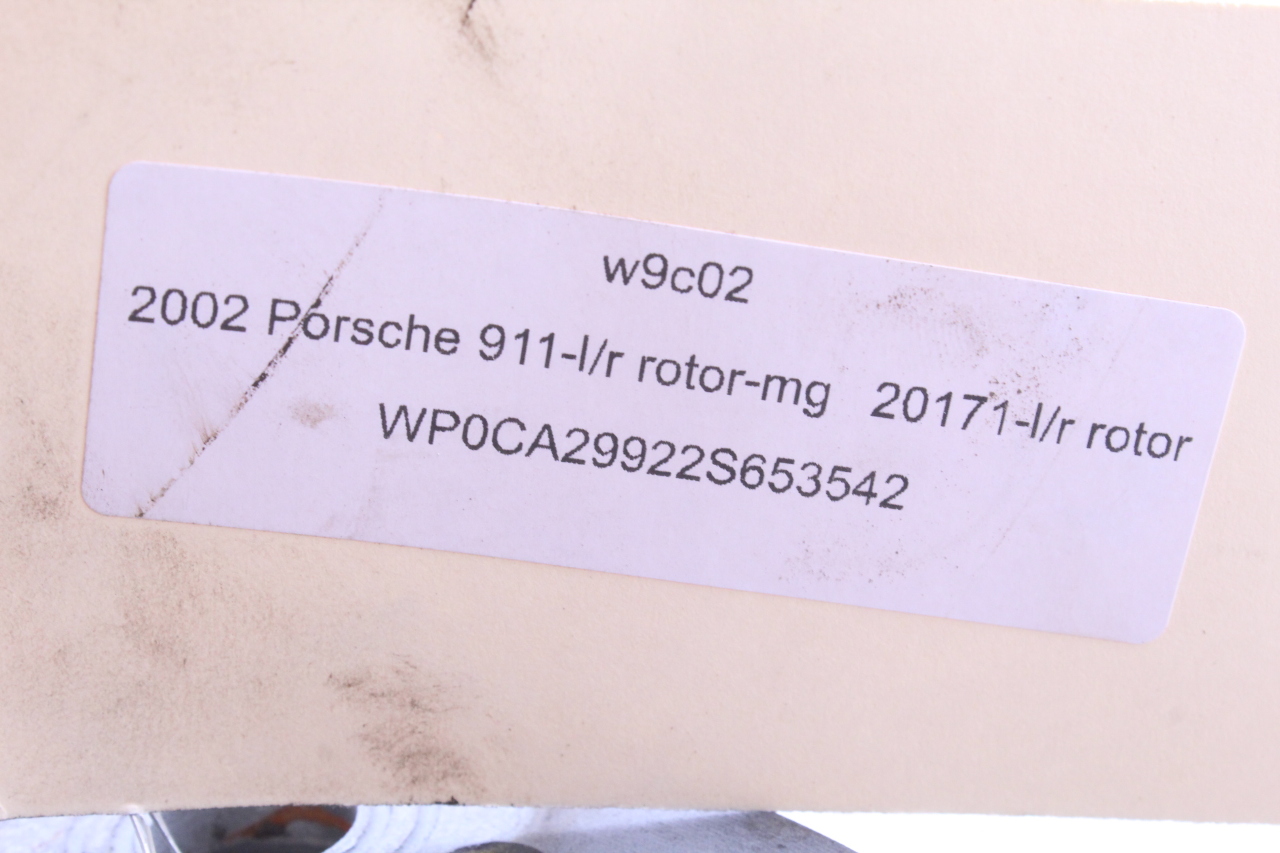 w9c02
2002 Porsche 911-l/r rotor-mg 20171-l/r rotor
WP0CA29922S653542